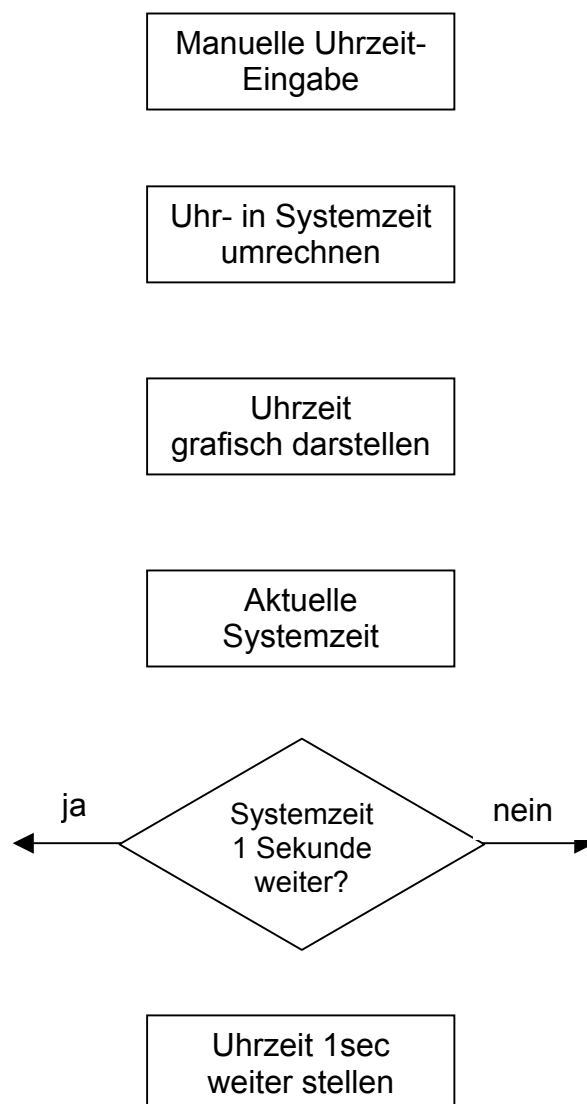 Manuelle Uhrzeit-
Eingabe
Uhr- in Systemzeit
umrechnen
Uhrzeit
grafisch darstellen
Aktuelle
Systemzeit
ja
Systemzeit
1 Sekunde
weiter?
nein
Uhrzeit 1sec
weiter stellen